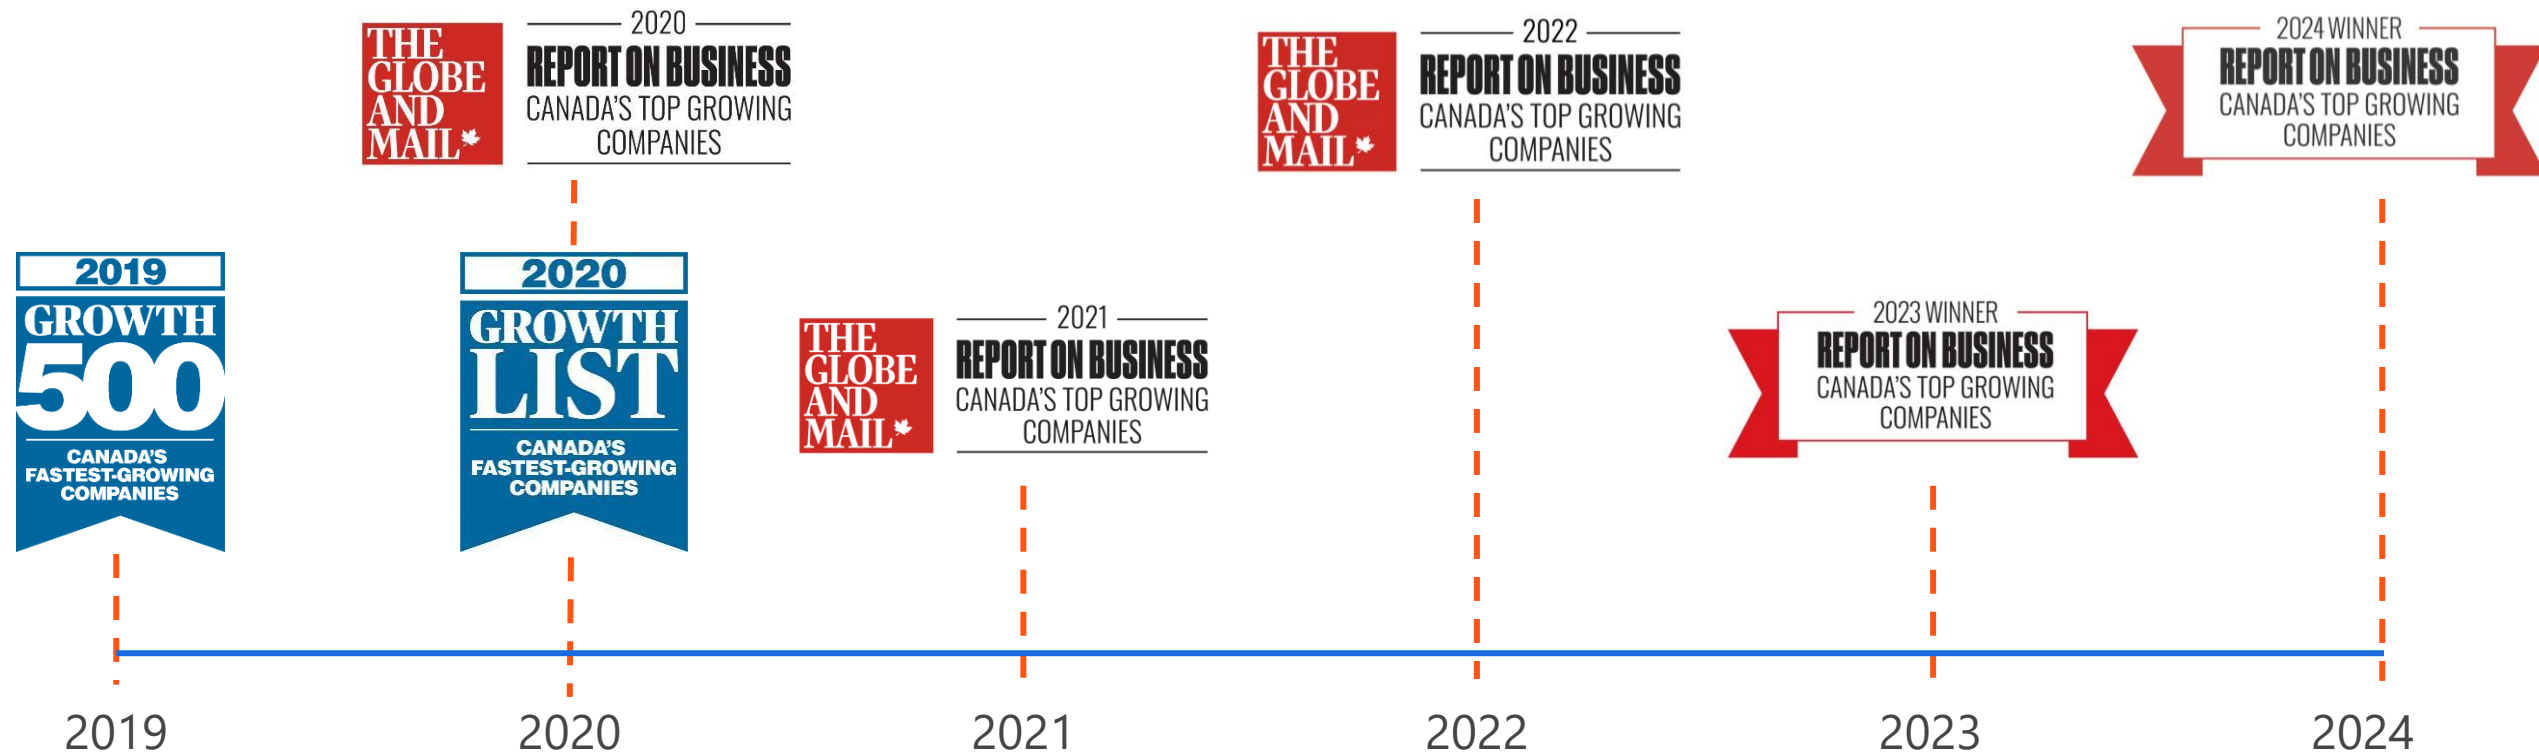 2019
GROWTH
500
CANADA'S
FASTEST-GROWING
COMPANIES
THE
GLOBE
AND
MAIL
2020
REPORT ON BUSINESS
CANADA'S TOP GROWING
COMPANIES
2020
GROWTH
LIST
CANADA'S
FASTEST-GROWING
COMPANIES
THE
GLOBE
AND
MAIL
2021
REPORT ON BUSINESS
CANADA'S TOP GROWING
COMPANIES
THE
GLOBE
AND
MAIL
2022
REPORT ON BUSINESS
CANADA'S TOP GROWING
COMPANIES
2023 WINNER
REPORT ON BUSINESS
CANADA'S TOP GROWING
COMPANIES
2024 WINNER
REPORT ON BUSINESS
CANADA'S TOP GROWING
COMPANIES
2019
2020
2021
2022
2023
2024